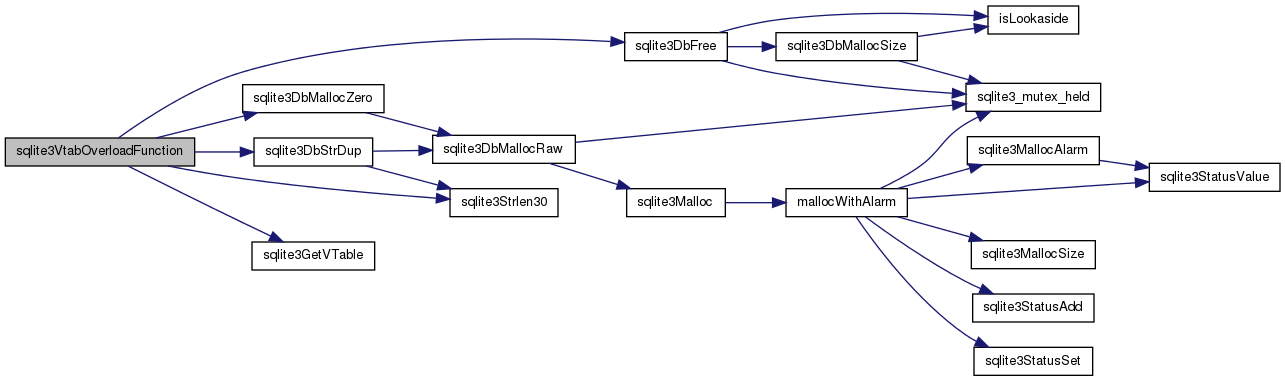 isLookaside
sqlite3DbFree
sqlite3DbMallocSize
sqlite3DbMallocZero
sqlite3_mutex_held
sqlite3VtabOverloadFunction
sqlite3DbStrDup
sqlite3DbMallocRaw
sqlite3MallocAlarm
sqlite3StatusValue
sqlite3Strlen30
sqlite3Malloc
mallocWithAlarm
sqlite3GetVTable
sqlite3MallocSize
sqlite3StatusAdd
sqlite3StatusSet